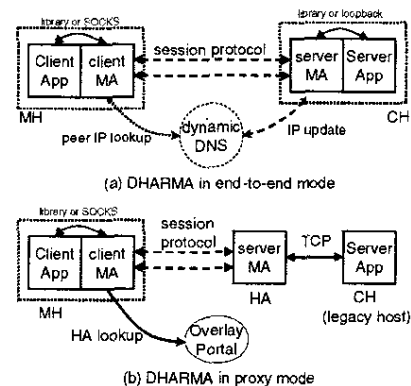 library or SOCKS
library or loopback
Client App
client MA
session protocol
server MA
Server App
MH
CH
peer IP lookup
dynamic DNS
IP update
(a) DHARMA in end-to-end mode
library or SOCKS
Client App
client MA
session protocol
server MA
TCP
Server App
MH
HA
CH
(legacy host)
HA lookup
Overlay Portal
(b) DHARMA in proxy mode